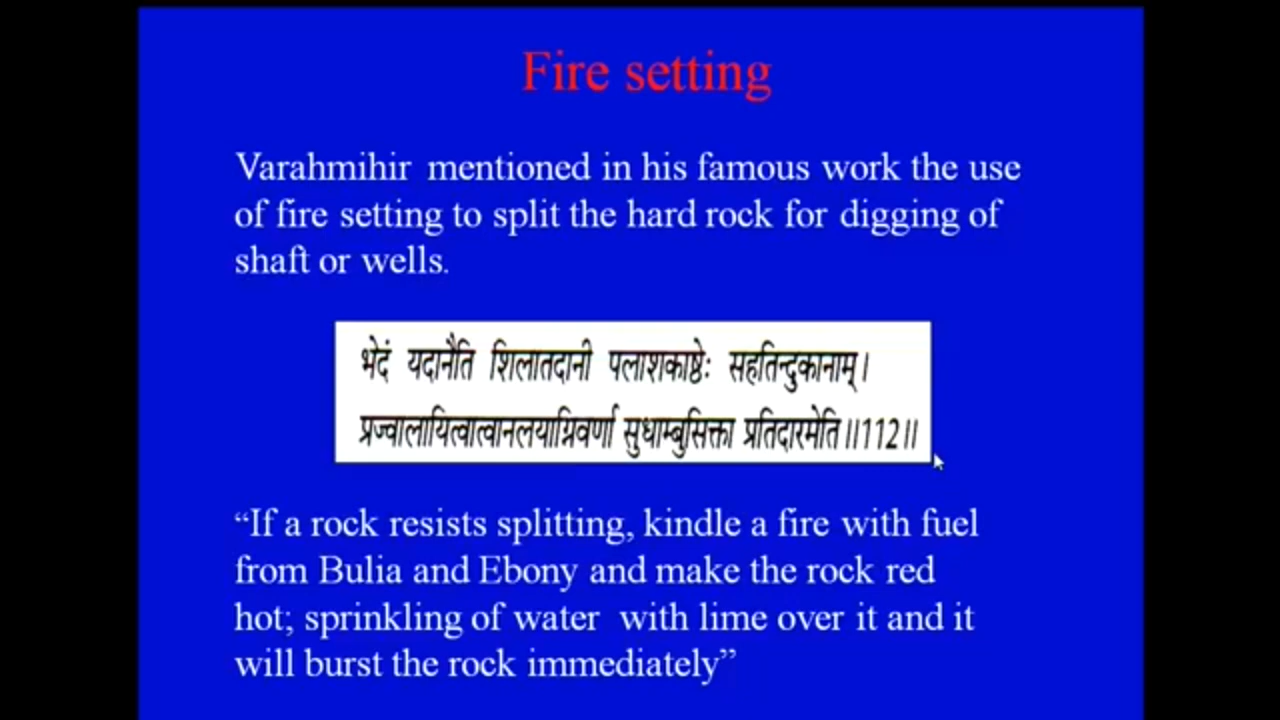 Fire setting
Varahmihir mentioned in his famous work the use
of fire setting to split the hard rock for digging of
shaft or wells.
भेदं यदानैति शिलातदानी पलाशकाष्ठेः सहतिन्दुकानाम्।
प्रज्वालायित्वात्वानलयाग्निवर्णा सुधाम्बुसिक्ता प्रतिदारमेति॥112॥
“If a rock resists splitting, kindle a fire with fuel
from Bulia and Ebony and make the rock red
hot; sprinkling of water with lime over it and it
will burst the rock immediately”